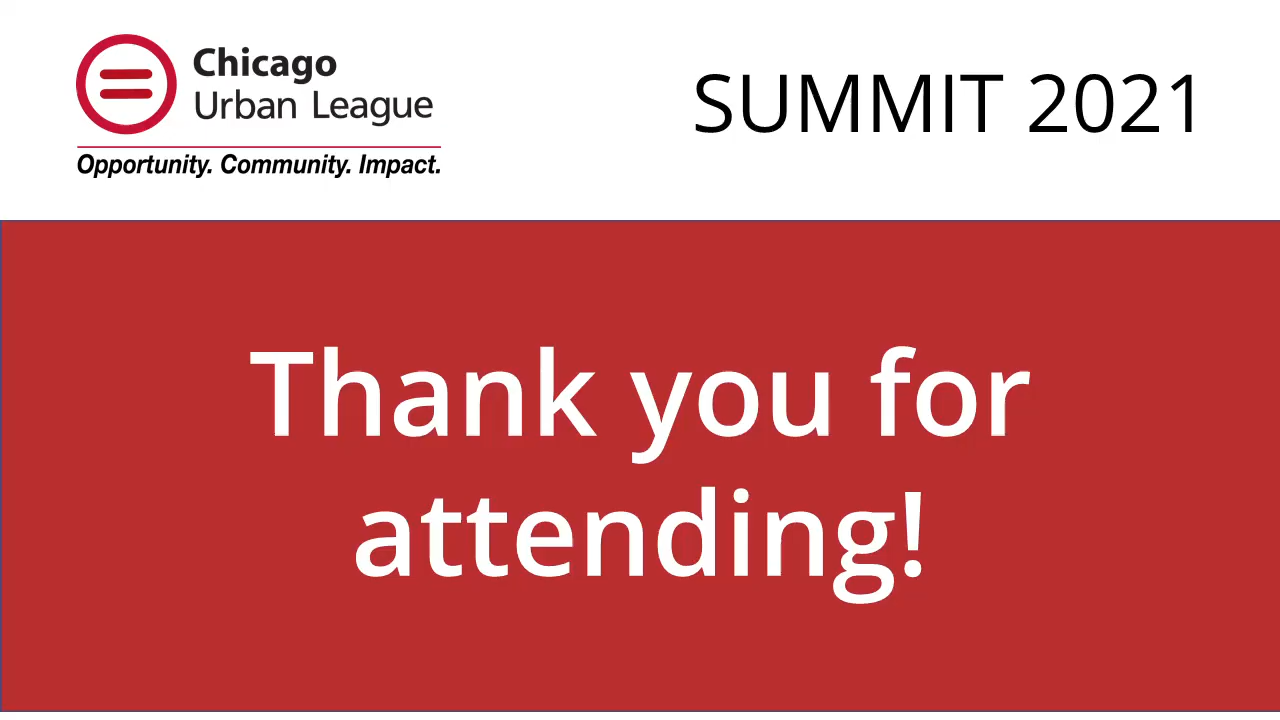 Chicago
Urban League
Opportunity. Community. Impact.
SUMMIT 2021
Thank you for
attending!